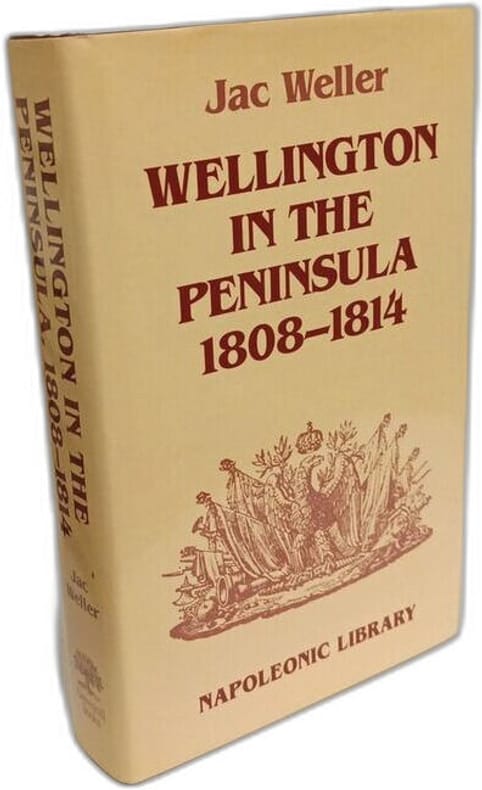 Jac Weller
WELLINGTON
IN THE
PENINSULA
1808–1814
NAPOLEONIC LIBRARY
WELLINGTON IN THE
PENINSULA, 1808–1814
Jac
Weller